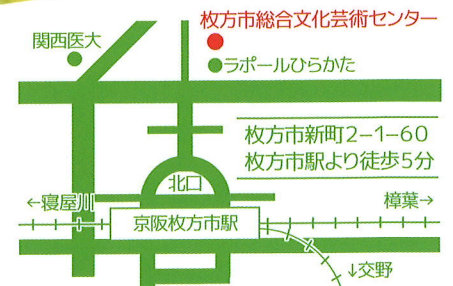 枚方市総合文化芸術センター
関西医大
ラポールひらかた
枚方市新町2-1-60
枚方市駅より徒歩5分
北口
←寝屋川
樟葉→
京阪枚方市駅
↓交野